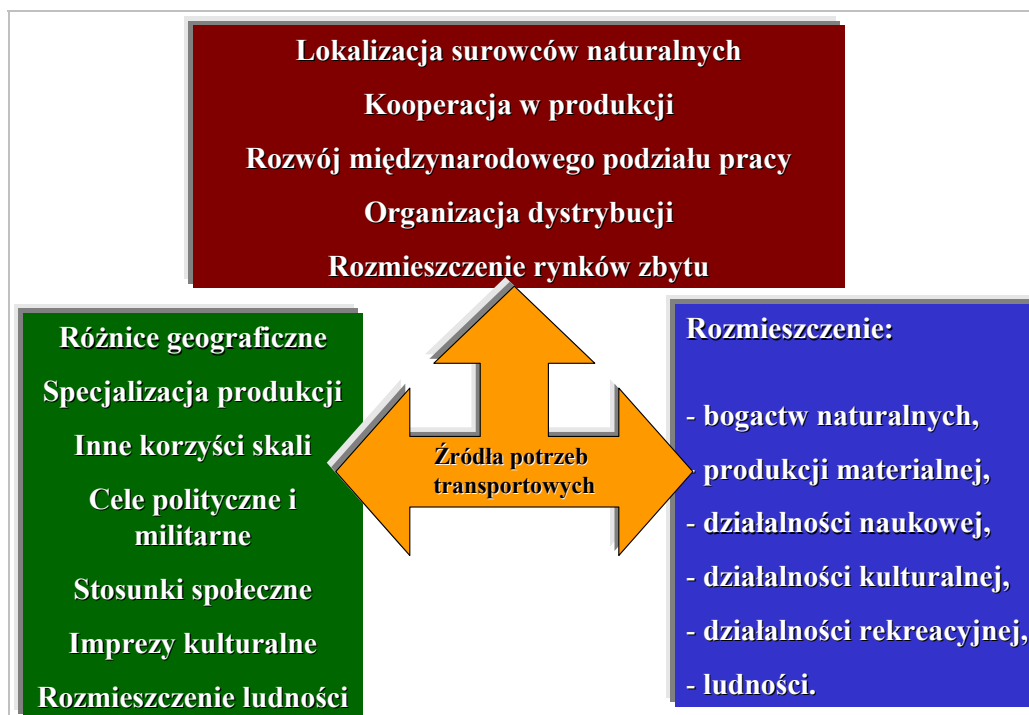 Lokalizacja surowców naturalnych
Kooperacja w produkcji
Rozwój międzynarodowego podziału pracy
Organizacja dystrybucji
Rozmieszczenie rynków zbytu
Różnice geograficzne
Specjalizacja produkcji
Inne korzyści skali
Cele polityczne i
militarne
Stosunki społeczne
Imprezy kulturalne
Rozmieszczenie ludności
Źródła potrzeb
transportowych
Rozmieszczenie:
- bogactw naturalnych,
- produkcji materialnej,
- działalności naukowej,
- działalności kulturalnej,
- działalności rekreacyjnej,
- ludności.